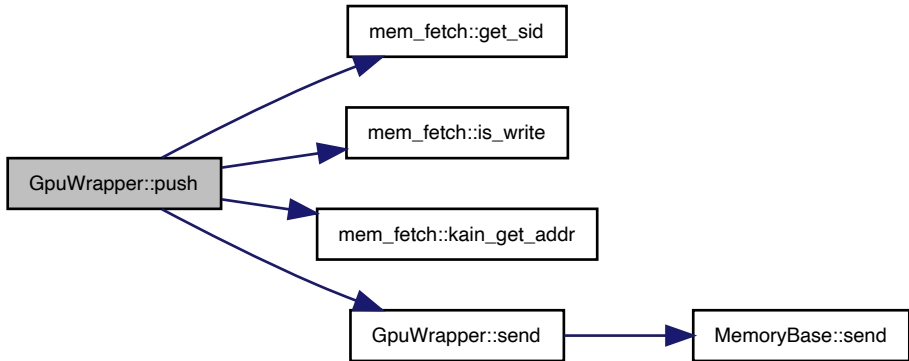 mem_fetch::get_sid
mem_fetch::is_write
GpuWrapper::push
mem_fetch::kain_get_addr
GpuWrapper::send
MemoryBase::send